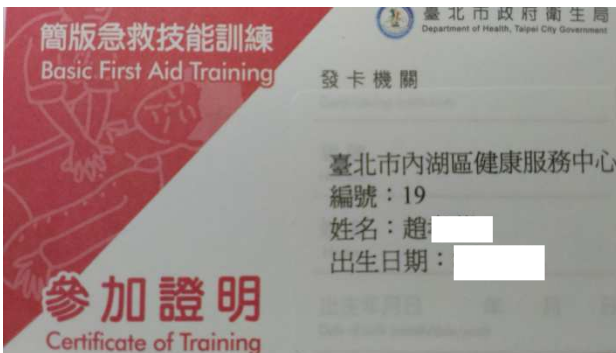 簡版急救技能訓練
Basic First Aid Training
臺北市政府衛生局
Department of Health, Taipei City Government
發卡機關
臺北市內湖區健康服務中心
編號：19
姓名：趙
出生日期：
參加證明
Certificate of Training